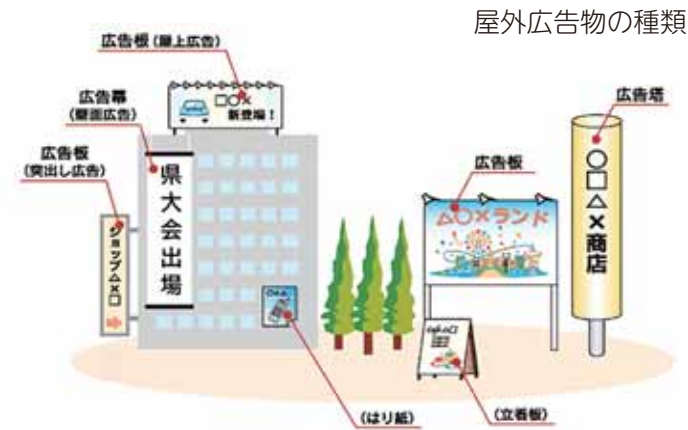 屋外広告物の種類
広告板(屋上広告)
□○×
新登場!
広告幕
(壁面広告)
広告板
(突出し広告)
県大会出場
ショップ△×□
広告板
△○×ランド
広告塔
○□△×商店
(はり紙)
(立看板)